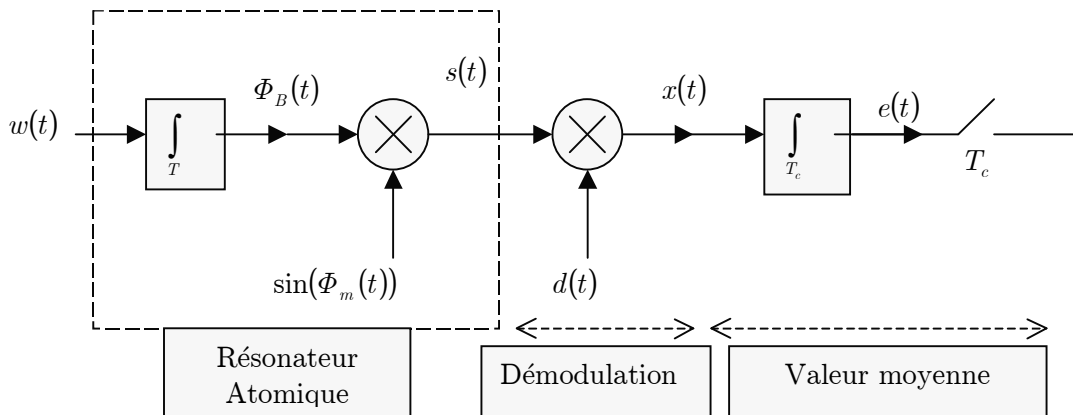 w(t)
∫
T
Φ_B(t)
s(t)
sin(Φ_m(t))
x(t)
d(t)
∫
T_c
e(t)
T_c
Résonateur
Atomique
Démodulation
Valeur moyenne